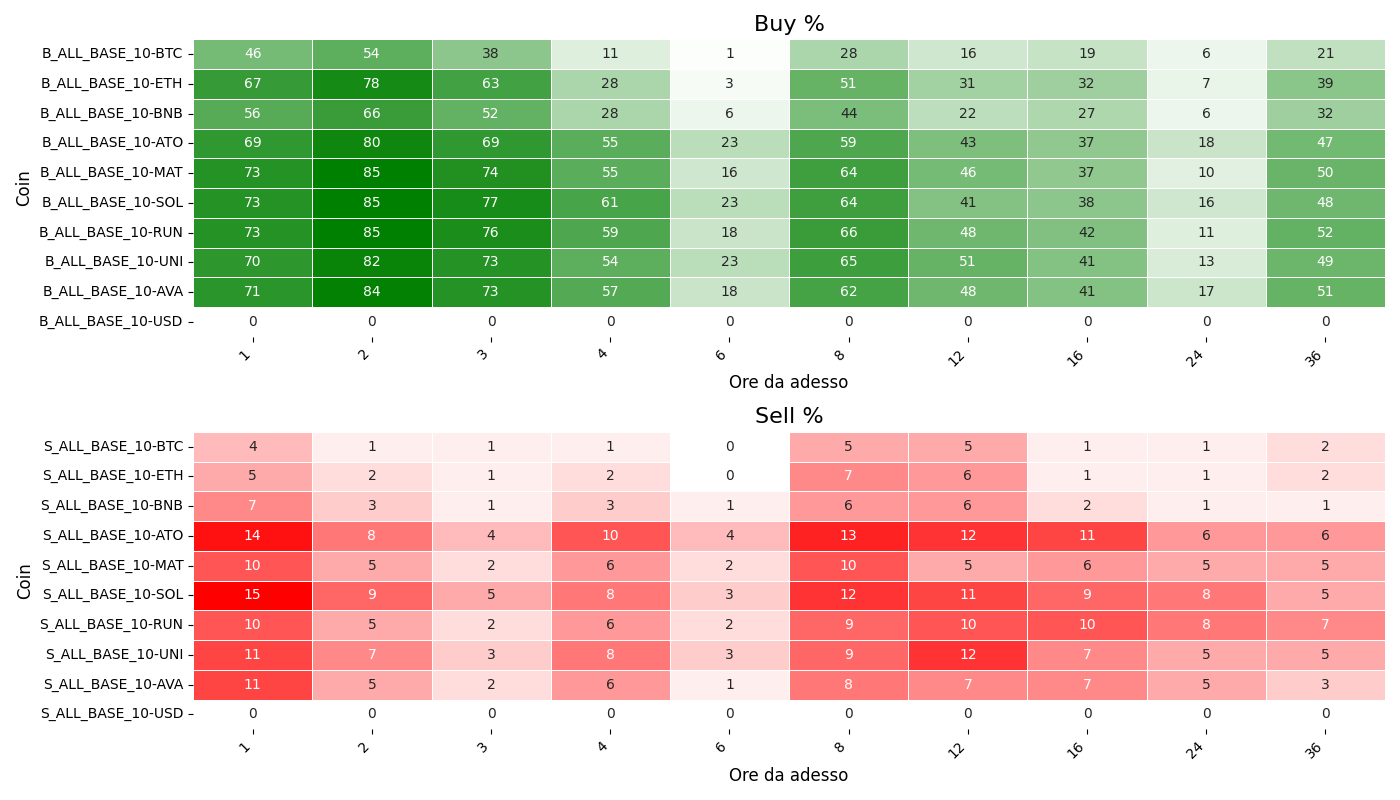 Buy %
Coin
B_ALL_BASE_10-BTC 46 54 38 11 1 28 16 19 6 21
B_ALL_BASE_10-ETH 67 78 63 28 3 51 31 32 7 39
B_ALL_BASE_10-BNB 56 66 52 28 6 44 22 27 6 32
B_ALL_BASE_10-ATO 69 80 69 55 23 59 43 37 18 47
B_ALL_BASE_10-MAT 73 85 74 55 16 64 46 37 10 50
B_ALL_BASE_10-SOL 73 85 77 61 23 64 41 38 16 48
B_ALL_BASE_10-RUN 73 85 76 59 18 66 48 42 11 52
B_ALL_BASE_10-UNI 70 82 73 54 23 65 51 41 13 49
B_ALL_BASE_10-AVA 71 84 73 57 18 62 48 41 17 51
B_ALL_BASE_10-USD 0 0 0 0 0 0 0 0 0 0
1 2 3 4 6 8 12 16 24 36
Ore da adesso
Sell %
Coin
S_ALL_BASE_10-BTC 4 1 1 1 0 5 5 1 1 2
S_ALL_BASE_10-ETH 5 2 1 2 0 7 6 1 1 2
S_ALL_BASE_10-BNB 7 3 1 3 1 6 6 2 1 1
S_ALL_BASE_10-ATO 14 8 4 10 4 13 12 11 6 6
S_ALL_BASE_10-MAT 10 5 2 6 2 10 5 6 5 5
S_ALL_BASE_10-SOL 15 9 5 8 3 12 11 9 8 5
S_ALL_BASE_10-RUN 10 5 2 6 2 9 10 10 8 7
S_ALL_BASE_10-UNI 11 7 3 8 3 9 12 7 5 5
S_ALL_BASE_10-AVA 11 5 2 6 1 8 7 7 5 3
S_ALL_BASE_10-USD 0 0 0 0 0 0 0 0 0 0
1 2 3 4 6 8 12 16 24 36
Ore da adesso